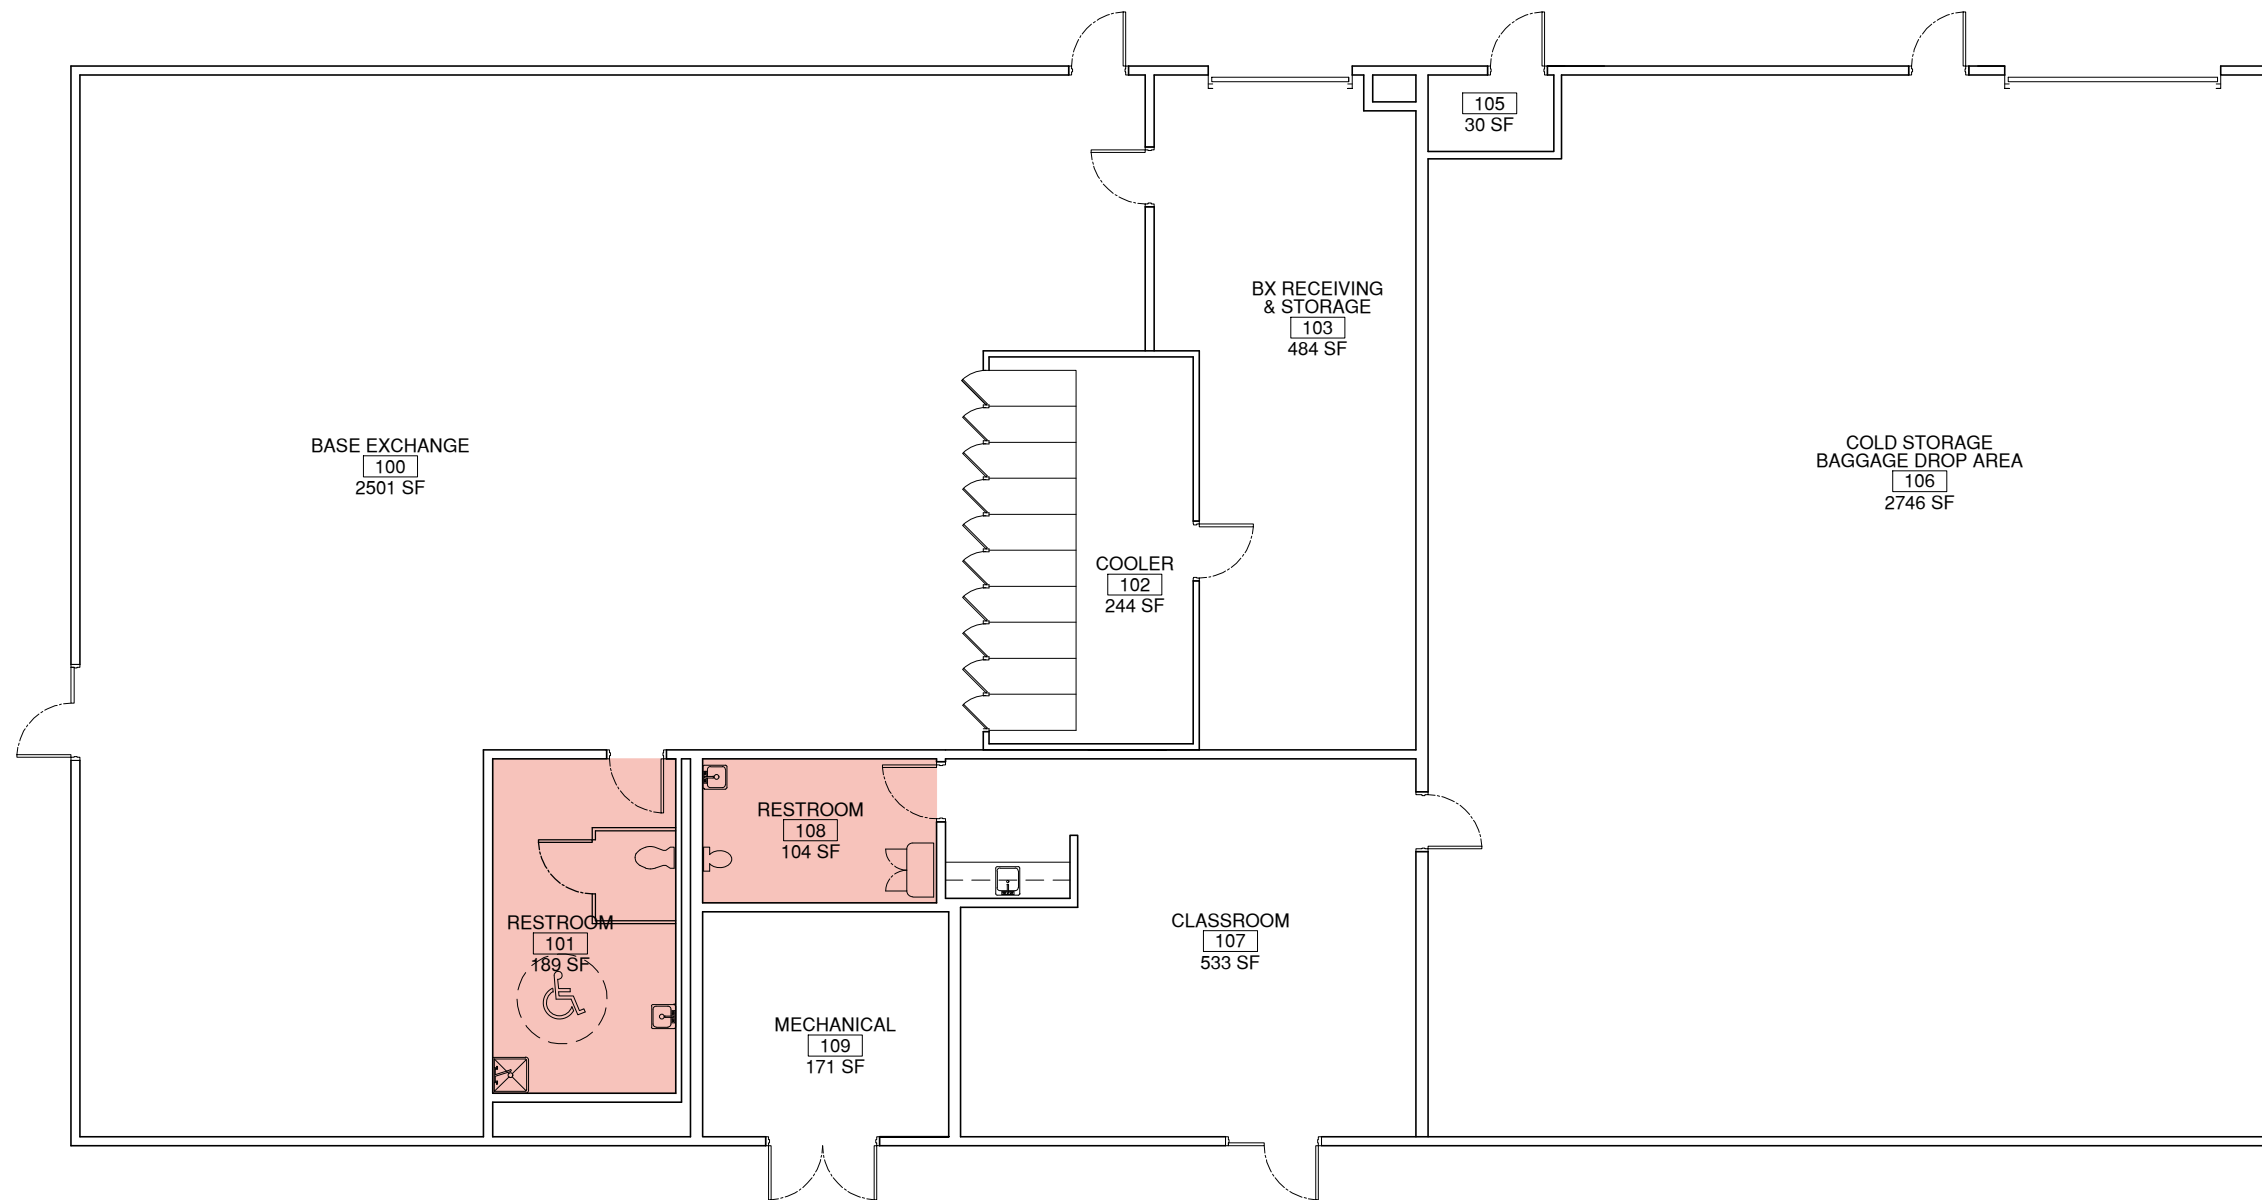 105
30 SF
BX RECEIVING
& STORAGE
103
484 SF
BASE EXCHANGE
100
2501 SF
COLD STORAGE
BAGGAGE DROP AREA
106
2746 SF
COOLER
102
244 SF
RESTROOM
108
104 SF
RESTROOM
101
189 SF
CLASSROOM
107
533 SF
MECHANICAL
109
171 SF